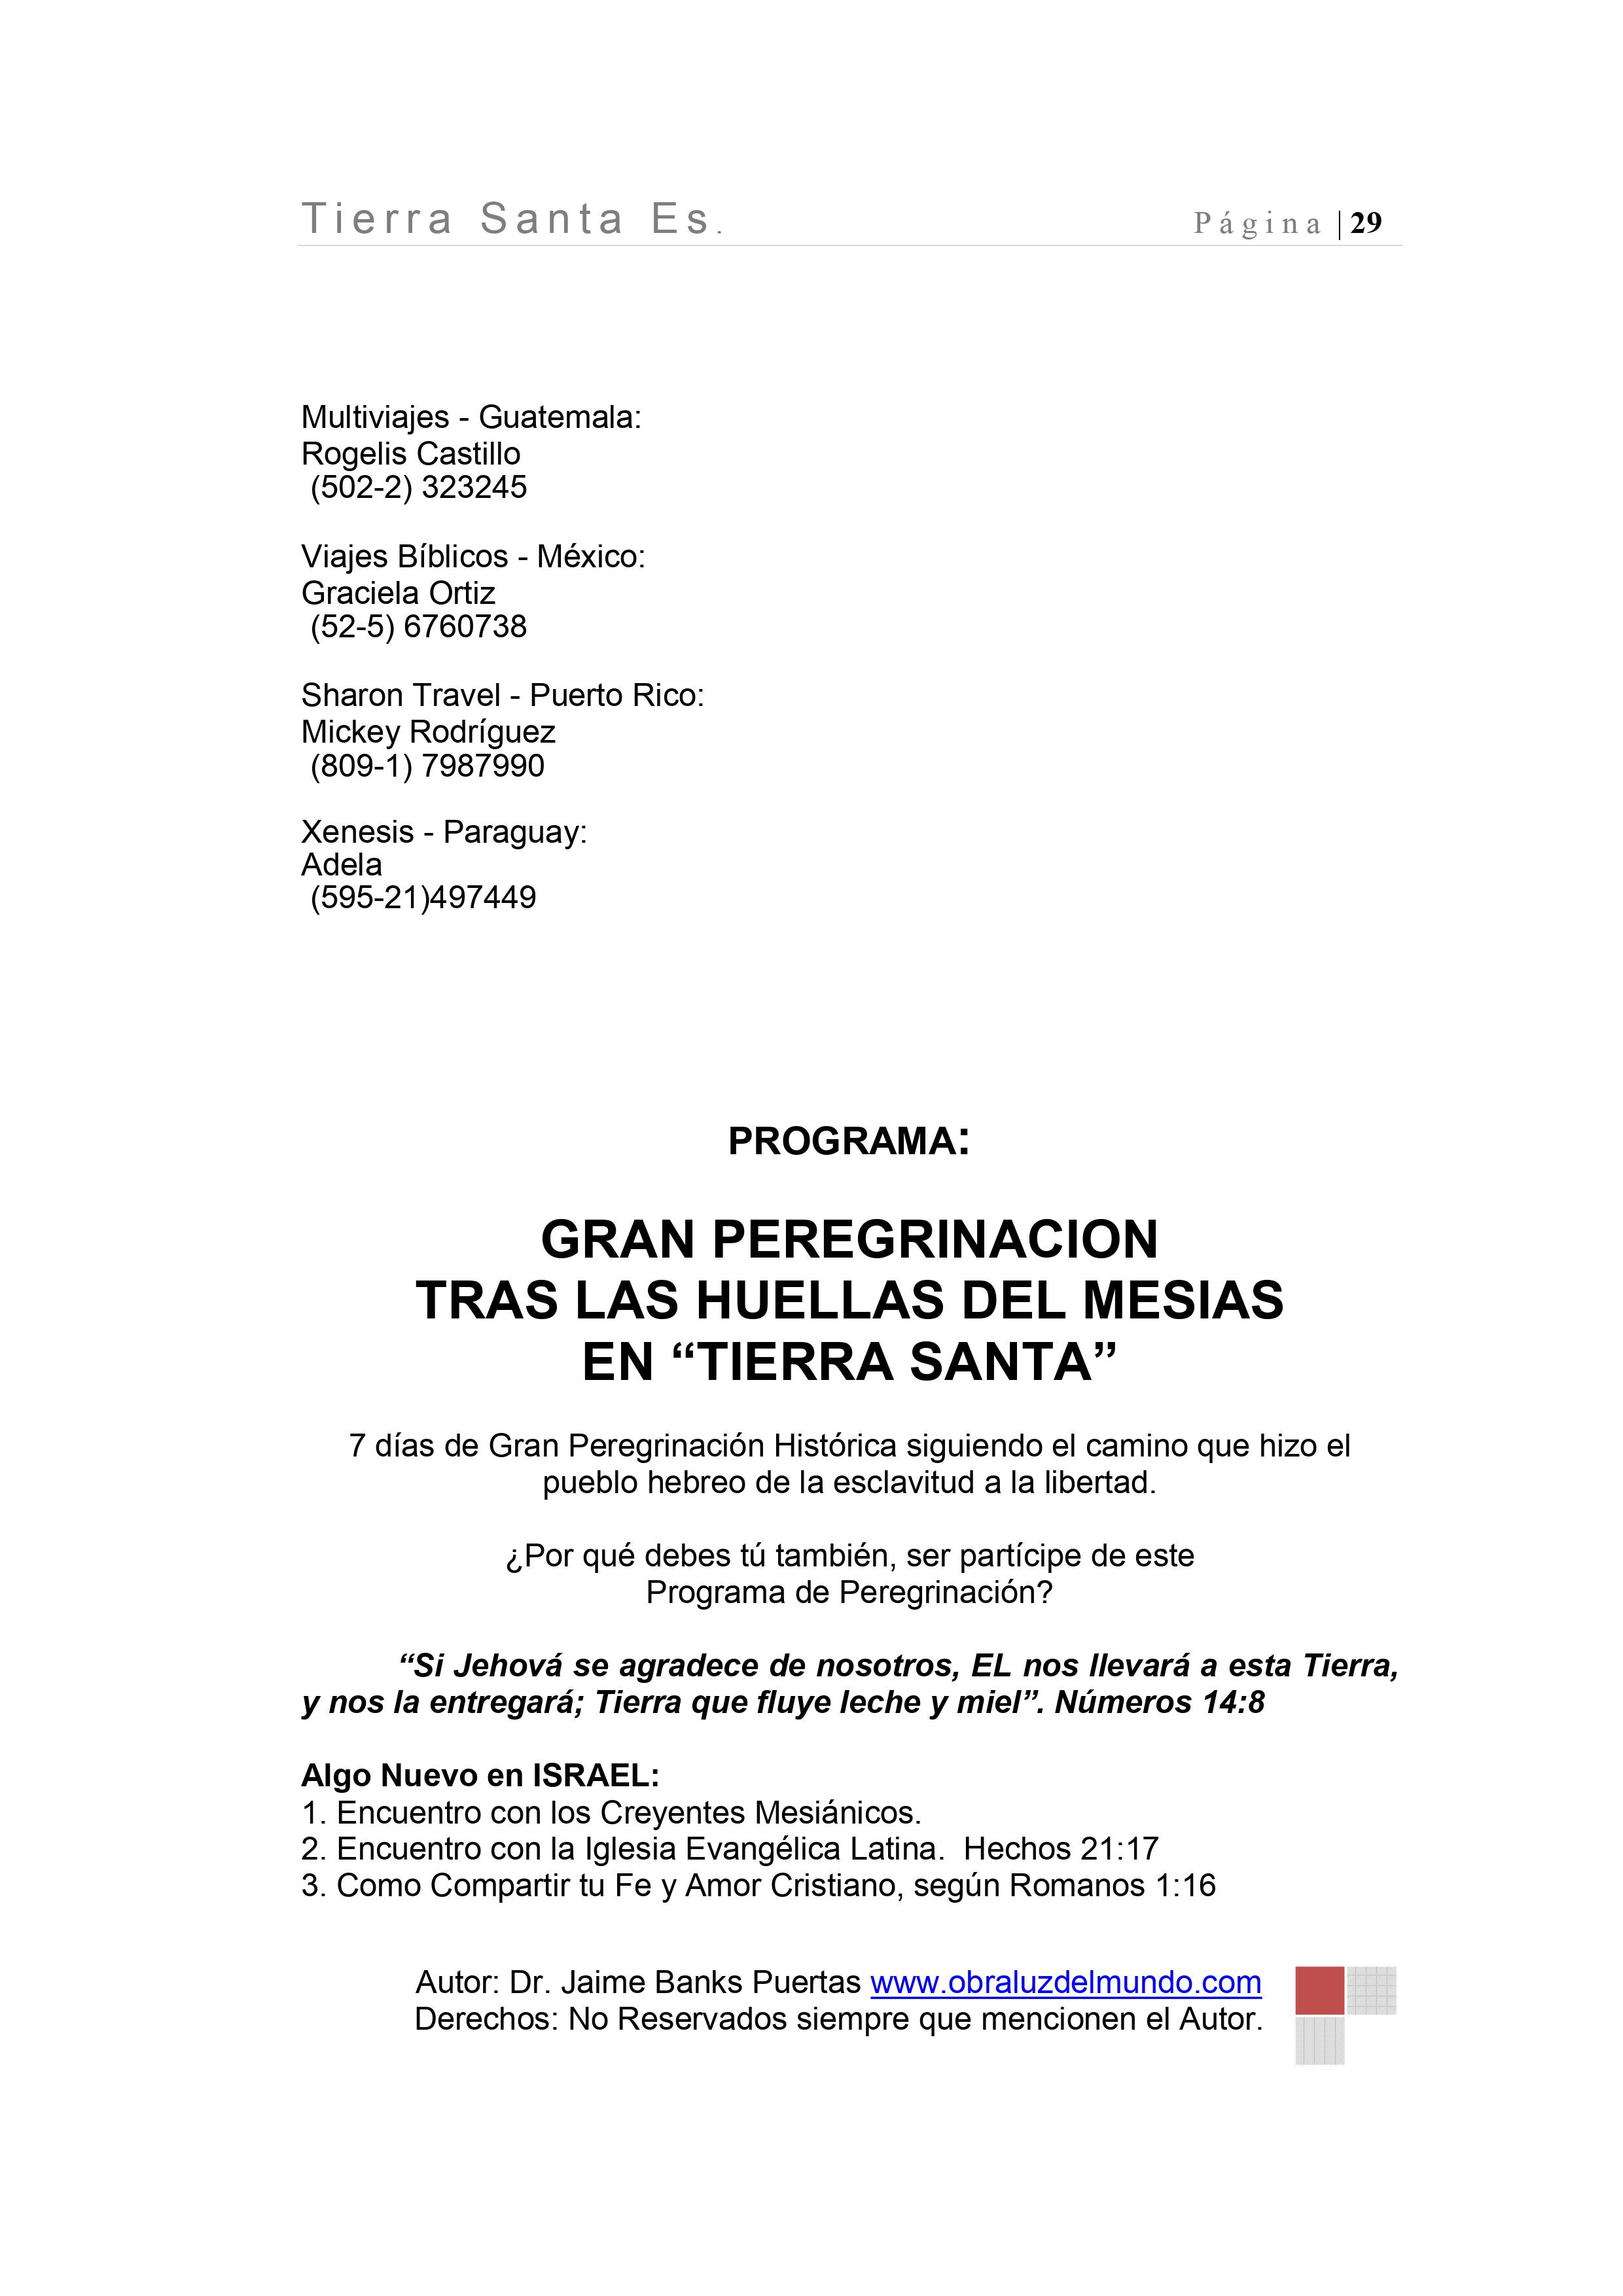 Tierra Santa Es. Página | 29
Multiviajes - Guatemala:
Rogelis Castillo
(502-2) 323245
Viajes Bíblicos - México:
Graciela Ortiz
(52-5) 6760738
Sharon Travel - Puerto Rico:
Mickey Rodríguez
(809-1) 7987990
Xenesis - Paraguay:
Adela
(595-21)497449
PROGRAMA:
GRAN PEREGRINACION
TRAS LAS HUELLAS DEL MESIAS
EN “TIERRA SANTA”
7 días de Gran Peregrinación Histórica siguiendo el camino que hizo el
pueblo hebreo de la esclavitud a la libertad.
¿Por qué debes tú también, ser partícipe de este
Programa de Peregrinación?
“Si Jehová se agradece de nosotros, EL nos llevará a esta Tierra,
y nos la entregará; Tierra que fluye leche y miel”. Números 14:8
Algo Nuevo en ISRAEL:
1. Encuentro con los Creyentes Mesiánicos.
2. Encuentro con la Iglesia Evangélica Latina.  Hechos 21:17
3. Como Compartir tu Fe y Amor Cristiano, según Romanos 1:16
Autor: Dr. Jaime Banks Puertas www.obraluzdelmundo.com
Derechos: No Reservados siempre que mencionen el Autor.